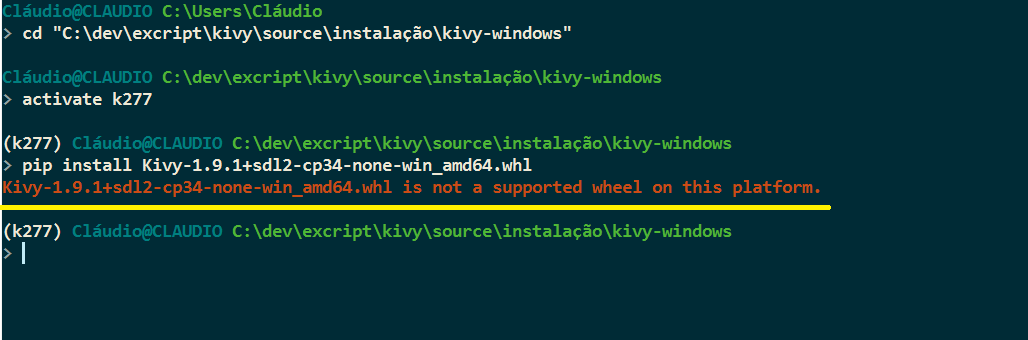 Cláudio@CLAUDIO C:\Users\Cláudio
> cd "C:\dev\excript\kivy\source\instalação\kivy-windows"
Cláudio@CLAUDIO C:\dev\excript\kivy\source\instalação\kivy-windows
> activate k277
(k277) Cláudio@CLAUDIO C:\dev\excript\kivy\source\instalação\kivy-windows
> pip install Kivy-1.9.1+sdl2-cp34-none-win_amd64.whl
Kivy-1.9.1+sdl2-cp34-none-win_amd64.whl is not a supported wheel on this platform.
(k277) Cláudio@CLAUDIO C:\dev\excript\kivy\source\instalação\kivy-windows
>